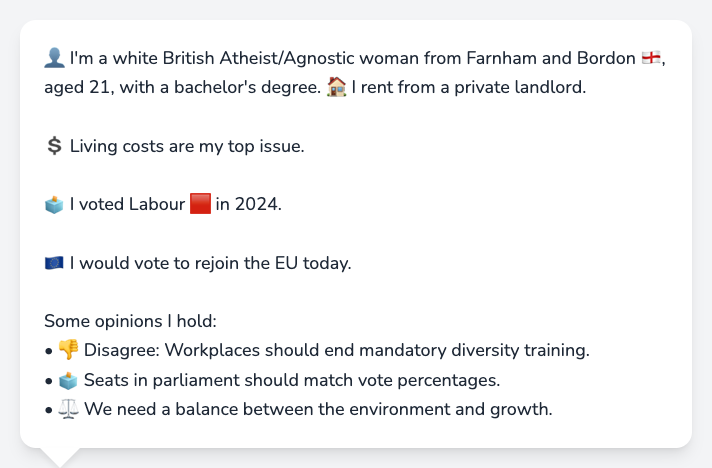 👤 I'm a white British Atheist/Agnostic woman from Farnham and Bordon 🏴󠁧󠁢󠁥󠁮󠁧󠁿,
aged 21, with a bachelor's degree. 🏠 I rent from a private landlord.
💲 Living costs are my top issue.
🗳️ I voted Labour 🟥 in 2024.
🇪🇺 I would vote to rejoin the EU today.
Some opinions I hold:
• 👎 Disagree: Workplaces should end mandatory diversity training.
• 🗳️ Seats in parliament should match vote percentages.
• ⚖️ We need a balance between the environment and growth.